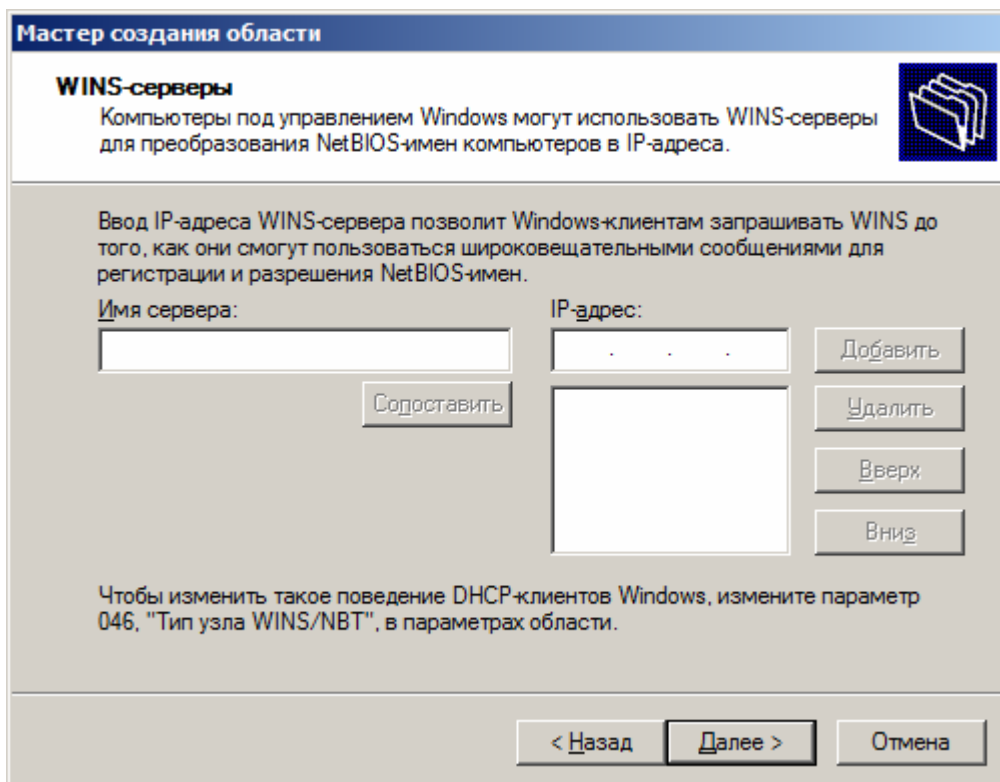 Мастер создания области
WINS-серверы
Компьютеры под управлением Windows могут использовать WINS-серверы
для преобразования NetBIOS-имен компьютеров в IP-адреса.
Ввод IP-адреса WINS-сервера позволит Windows-клиентам запрашивать WINS до
того, как они смогут пользоваться широковещательными сообщениями для
регистрации и разрешения NetBIOS-имен.
Имя сервера:
IP-адрес:
Добавить
Сопоставить
Удалить
Вверх
Вниз
Чтобы изменить такое поведение DHCP-клиентов Windows, измените параметр
046, "Тип узла WINS/NBT", в параметрах области.
< Назад
Далее >
Отмена